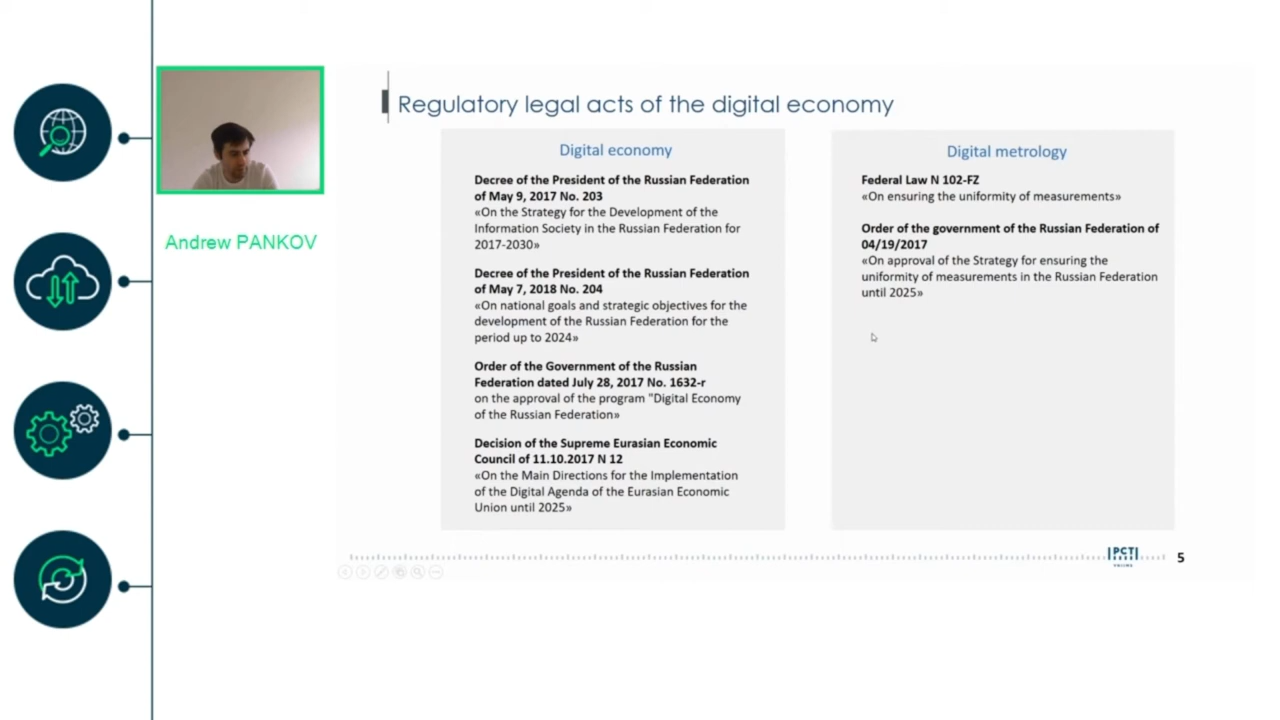 Andrew PANKOV
Regulatory legal acts of the digital economy
Digital economy
Decree of the President of the Russian Federation
of May 9, 2017 No. 203
«On the Strategy for the Development of the
Information Society in the Russian Federation for
2017-2030»
Decree of the President of the Russian Federation
of May 7, 2018 No. 204
«On national goals and strategic objectives for the
development of the Russian Federation for the
period up to 2024»
Order of the Government of the Russian
Federation dated July 28, 2017 No. 1632-r
on the approval of the program "Digital Economy
of the Russian Federation»
Decision of the Supreme Eurasian Economic
Council of 11.10.2017 N 12
«On the Main Directions for the Implementation
of the Digital Agenda of the Eurasian Economic
Union until 2025»
Digital metrology
Federal Law N 102-FZ
«On ensuring the uniformity of measurements»
Order of the government of the Russian Federation of
04/19/2017
«On approval of the Strategy for ensuring the
uniformity of measurements in the Russian Federation
until 2025»
РСТ
5